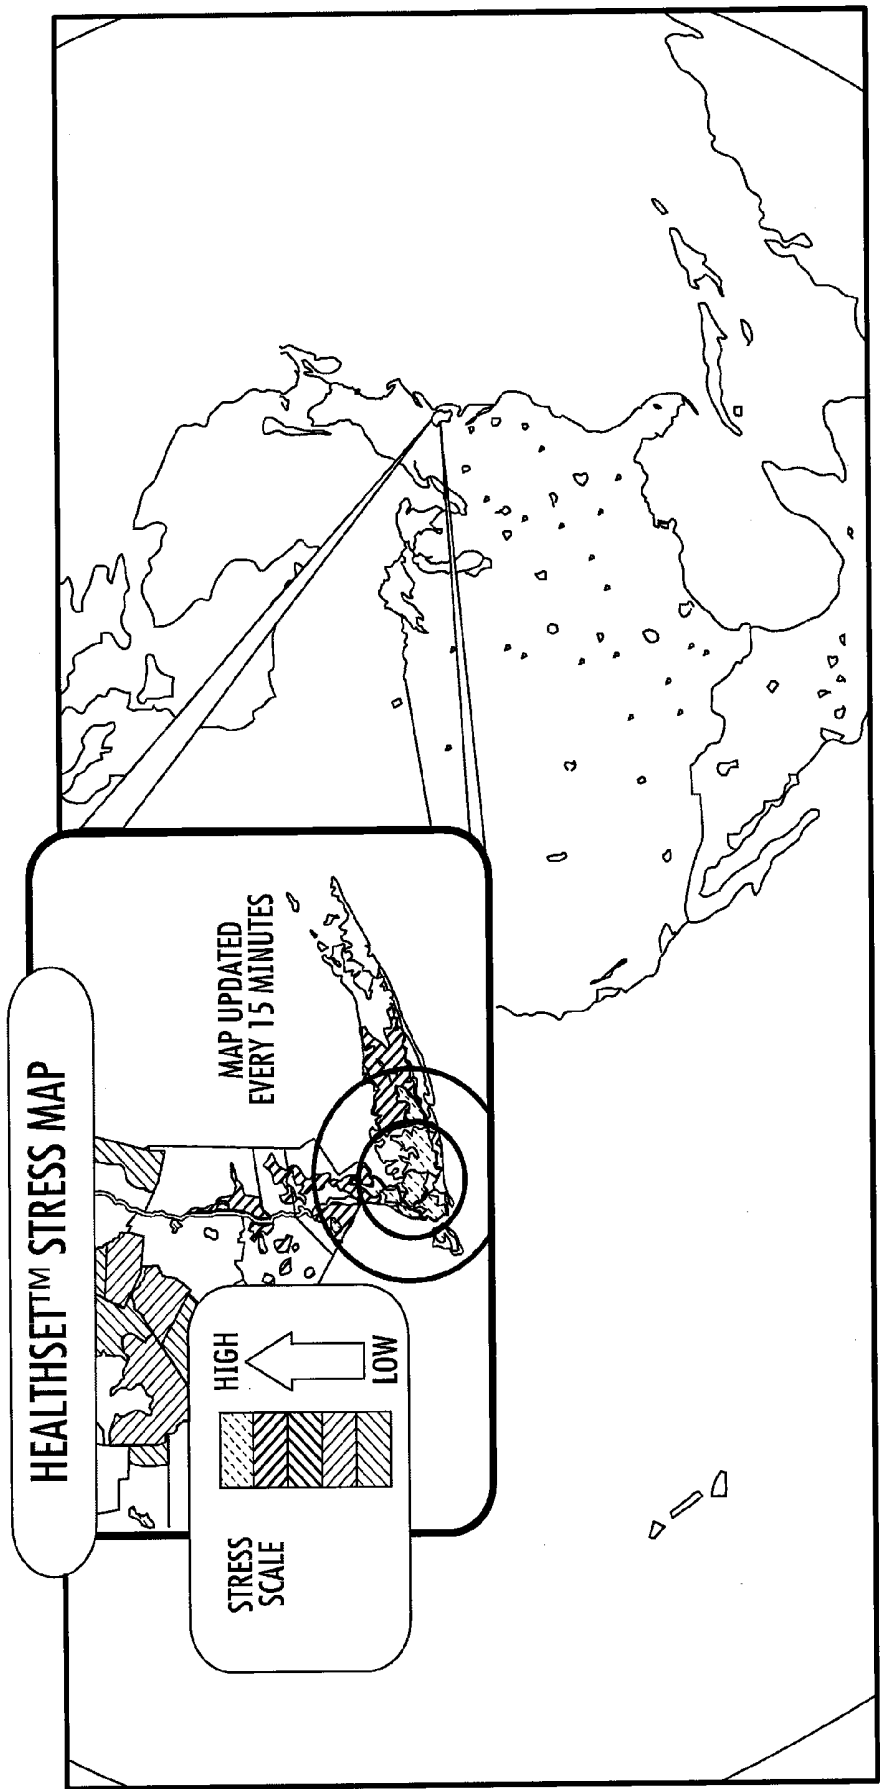 HEALTHSET™ STRESS MAP
MAP UPDATED
EVERY 15 MINUTES
STRESS
SCALE
HIGH
LOW